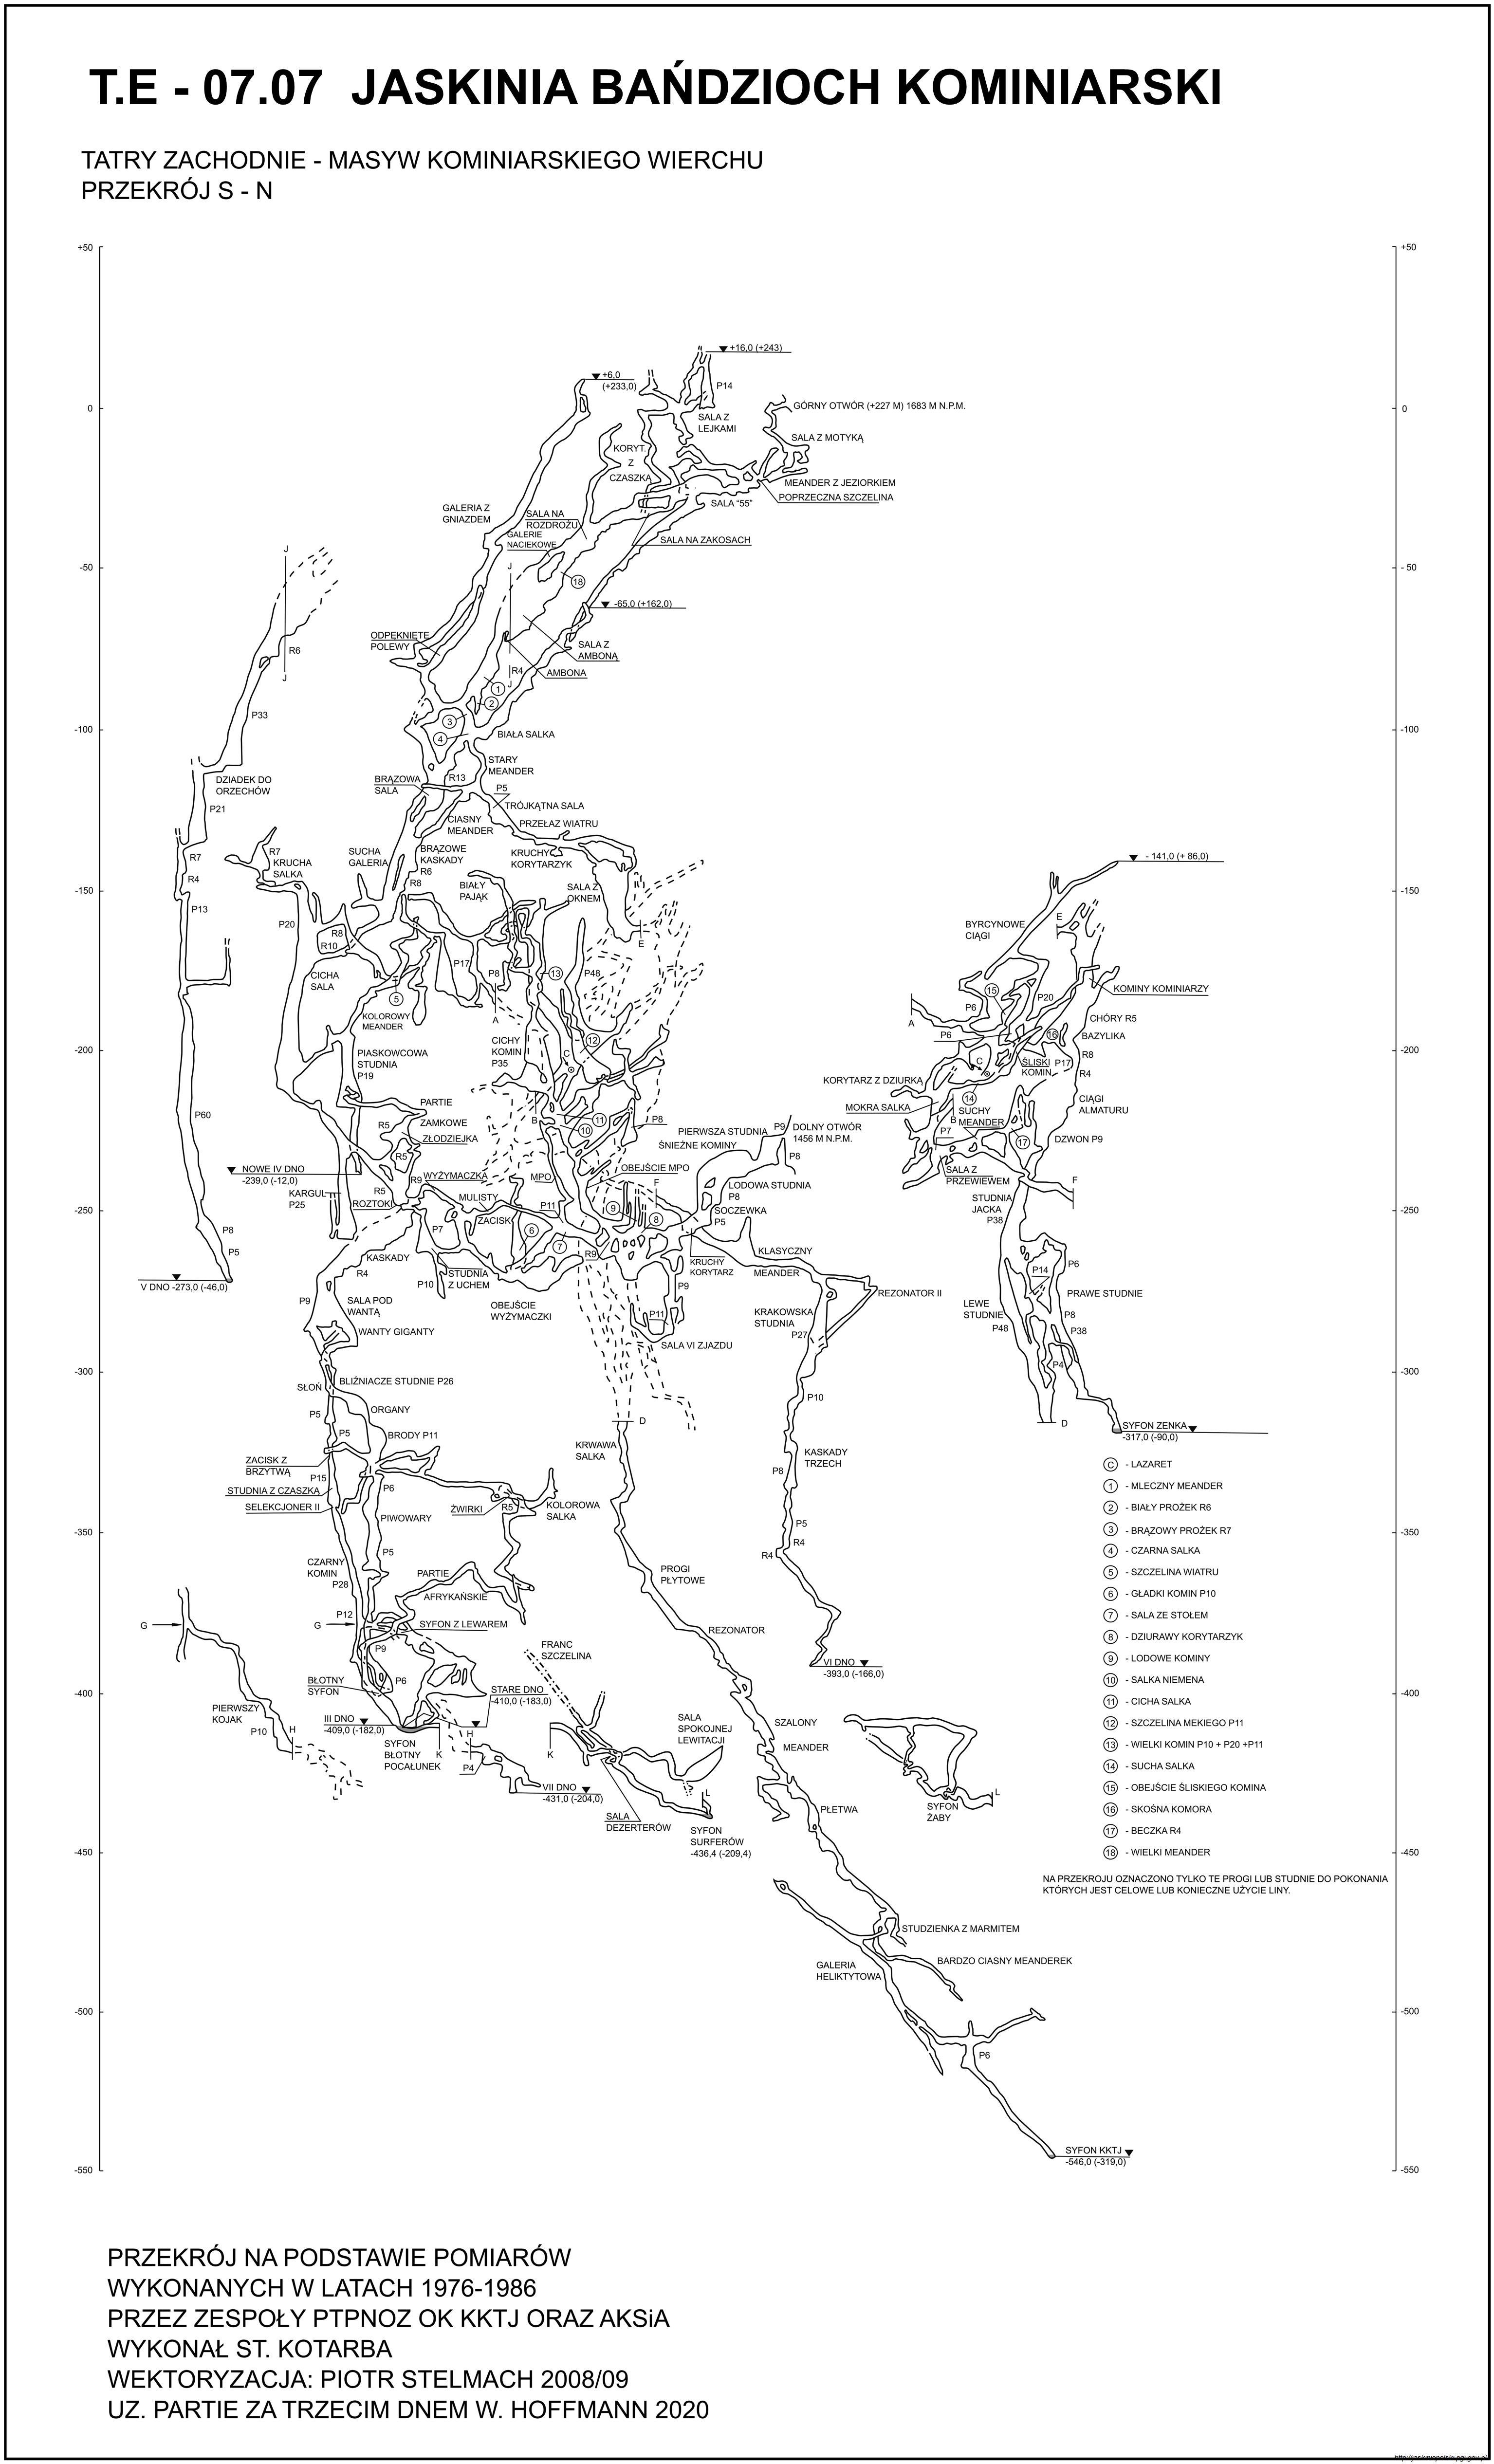 T.E - 07.07 JASKINIA BAŃDZIOCH KOMINIARSKI
TATRY ZACHODNIE - MASYW KOMINIARSKIEGO WIERCHU
PRZEKRÓJ S - N
+50
+50
+16,0 (+243)
+6,0
(+233,0)
P14
0
GÓRNY OTWÓR (+227 M) 1683 M N.P.M.
0
SALA Z
LEJKAMI
SALA Z MOTYKĄ
KORYT.
Z
CZASZKĄ
MEANDER Z JEZIORKIEM
POPRZECZNA SZCZELINA
SALA “55”
GALERIA Z
GNIAZDEM
SALA NA
ROZDROŻU
GALERIE
NACIEKOWE
SALA NA ZAKOSACH
J
J
-50
- 50
18
-65,0 (+162,0)
ODPĘKNIĘTE
POLEWY
R6
SALA Z
AMBONĄ
R4
AMBONA
J
J
1
2
P33
3
4
-100
BIAŁA SALKA
-100
STARY
MEANDER
DZIADEK DO
ORZECHÓW
BRĄZOWA
SALA
R13
P5
P21
TRÓJKĄTNA SALA
CIASNY
MEANDER
PRZEŁAZ WIATRU
R7
R7
KRUCHA
SALKA
SUCHA
GALERIA
BRĄZOWE
KASKADY
R6
R8
KRUCHY
KORYTARZYK
- 141,0 (+ 86,0)
R4
BIAŁY
PAJĄK
SALA Z
OKNEM
-150
-150
P13
P20
R8
R10
E
BYRCYNOWE
CIĄGI
E
CICHA
SALA
P17
P8
13
P48
5
KOLOROWY
MEANDER
A
15
P20
P6
KOMINY KOMINIARZY
A
CHÓRY R5
CICHY
KOMIN
P35
12
P6
16
BAZYLIKA
-200
PIASKOWCOWA
STUDNIA
P19
C
C
ŚLISKI
KOMIN
P17
R8
R4
-200
KORYTARZ Z DZIURKĄ
PARTIE
ZAMKOWE
14
CIĄGI
ALMATURU
P60
R5
B
11
10
P8
P9
DOLNY OTWÓR
1456 M N.P.M.
PIERWSZA STUDNIA
MOKRA SALKA
SUCHY
MEANDER
B
P7
ZŁODZIEJKA
R5
ŚNIEŻNE KOMINY
P8
17
DZWON P9
NOWE IV DNO
-239,0 (-12,0)
WYŻYMACZKA
R9
MPO
OBEJŚCIE MPO
F
SALA Z
PRZEWIEWEM
F
KARGUL
P25
R5
ROZTOKI
MULISTY
ZACISK
P11
LODOWA STUDNIA
P8
STUDNIA
JACKA
P38
-250
9
8
SOCZEWKA
P5
-250
P8
P7
6
7
R9
P5
KASKADY
R4
STUDNIA
Z UCHEM
P10
KRUCHY
KORYTARZ
KLASYCZNY
MEANDER
P6
P14
V DNO -273,0 (-46,0)
P9
SALA POD
WANTĄ
OBEJŚCIE
WYŻYMACZKI
P9
REZONATOR II
PRAWE STUDNIE
P11
KRAKOWSKA
STUDNIA
P27
LEWE
STUDNIE
P48
P8
P38
WANTY GIGANTY
SALA VI ZJAZDU
-300
P4
-300
SŁOŃ
BLIŹNIACZE STUDNIE P26
P10
P5
ORGANY
D
D
SYFON ZENKA
-317,0 (-90,0)
P5
BRODY P11
KRWAWA
SALKA
KASKADY
TRZECH
ZACISK Z
BRZYTWĄ
P15
P8
C - LAZARET
STUDNIA Z CZASZKĄ
P6
1 - MLECZNY MEANDER
SELEKCJONER II
ŻWIRKI
R5
KOLOROWA
SALKA
2 - BIAŁY PROŻEK R6
PIWOWARY
P5
3 - BRĄZOWY PROŻEK R7
-350
R4
-350
P5
R4
4 - CZARNA SALKA
CZARNY
KOMIN
P28
PARTIE
AFRYKAŃSKIE
PROGI
PŁYTOWE
5 - SZCZELINA WIATRU
6 - GŁADKI KOMIN P10
P12
7 - SALA ZE STOŁEM
G
G
SYFON Z LEWAREM
REZONATOR
8 - DZIURAWY KORYTARZYK
P9
FRANC
SZCZELINA
9 - LODOWE KOMINY
BŁOTNY
SYFON
P6
VI DNO
-393,0 (-166,0)
10 - SALKA NIEMENA
-400
STARE DNO
-410,0 (-183,0)
-400
11 - CICHA SALKA
PIERWSZY
KOJAK
P10
III DNO
-409,0 (-182,0)
SALA
SPOKOJNEJ
LEWITACJI
SZALONY
MEANDER
12 - SZCZELINA MEKIEGO P11
H
H
SYFON
BŁOTNY
POCAŁUNEK
K
K
13 - WIELKI KOMIN P10 + P20 +P11
P4
14 - SUCHA SALKA
VII DNO
-431,0 (-204,0)
L
L
15 - OBEJŚCIE ŚLISKIEGO KOMINA
SALA
DEZERTERÓW
PŁETWA
SYFON
ŻABY
16 - SKOŚNA KOMORA
SYFON
SURFERÓW
-436,4 (-209,4)
17 - BECZKA R4
-450
18 - WIELKI MEANDER
-450
NA PRZEKROJU OZNACZONO TYLKO TE PROGI LUB STUDNIE DO POKONANIA
KTÓRYCH JEST CELOWE LUB KONIECZNE UŻYCIE LINY.
STUDZIENKA Z MARMITEM
GALERIA
HELIKTYTOWA
BARDZO CIASNY MEANDEREK
-500
-500
P6
SYFON KKTJ
-546,0 (-319,0)
-550
-550
PRZEKRÓJ NA PODSTAWIE POMIARÓW
WYKONANYCH W LATACH 1976-1986
PRZEZ ZESPOŁY PTPNOZ OK KKTJ ORAZ AKSiA
WYKONAŁ ST. KOTARBA
WEKTORYZACJA: PIOTR STELMACH 2008/09
UZ. PARTIE ZA TRZECIM DNEM W. HOFFMANN 2020